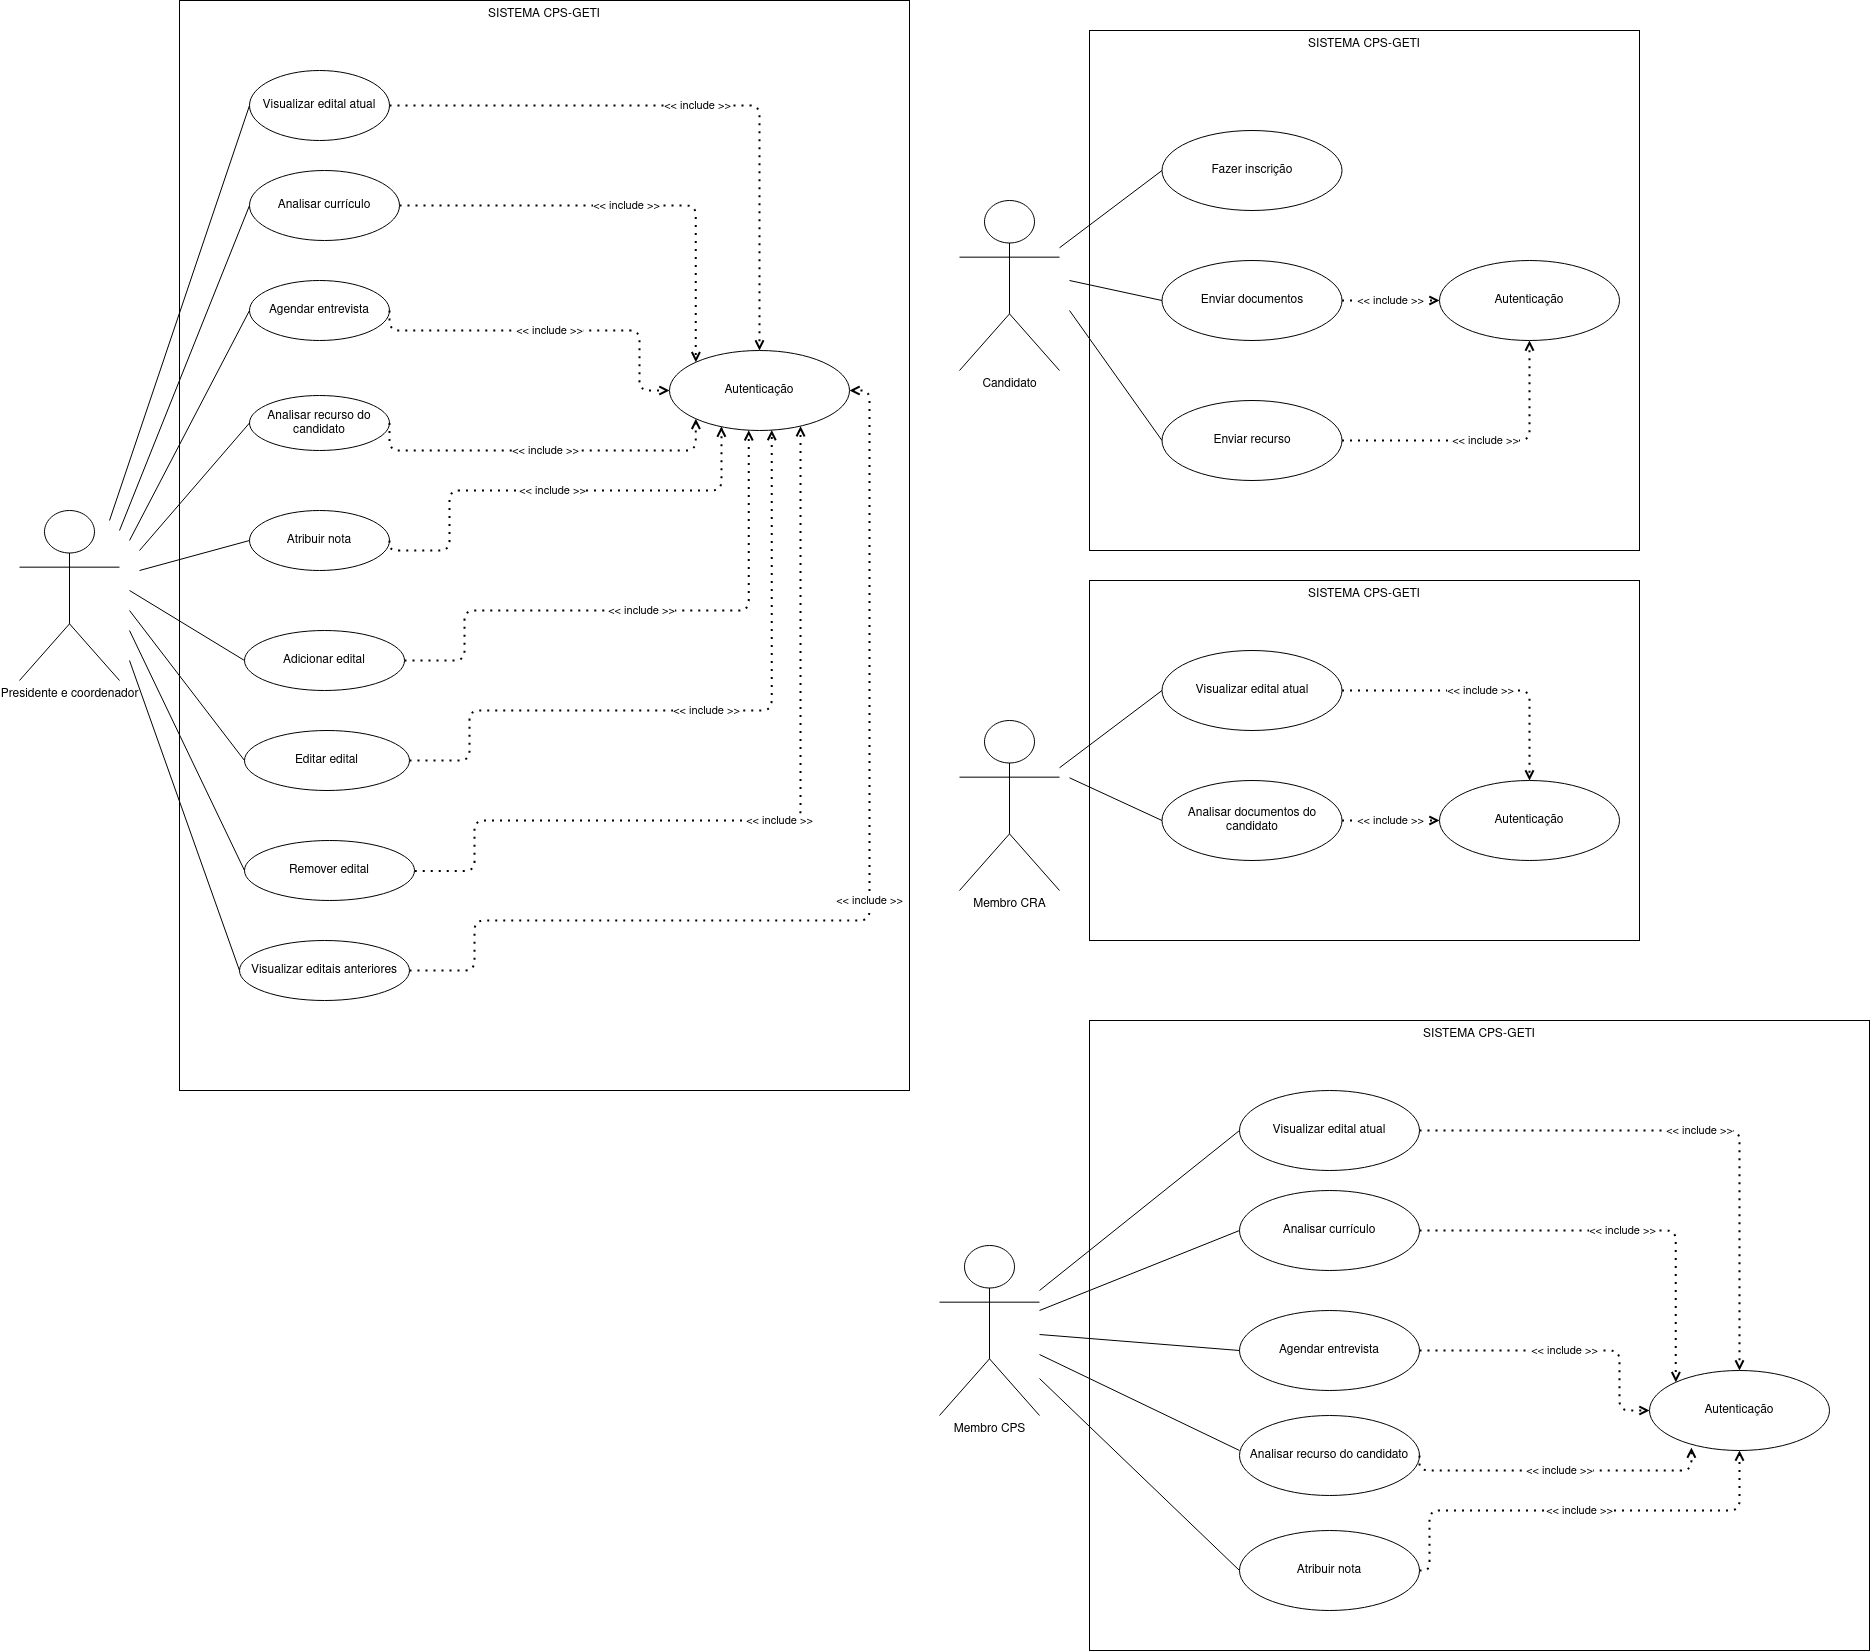 SISTEMA CPS-GETI
Visualizar edital atual
<< include >>
Analisar currículo
<< include >>
Agendar entrevista
<< include >>
Autenticação
Analisar recurso do
candidato
<< include >>
<< include >>
Atribuir nota
<< include >>
Adicionar edital
Presidente e coordenador
<< include >>
Editar edital
<< include >>
Remover edital
<< include >>
Visualizar editais anteriores
SISTEMA CPS-GETI
Fazer inscrição
Enviar documentos
<< include >>
Autenticação
Candidato
Enviar recurso
<< include >>
SISTEMA CPS-GETI
Visualizar edital atual
<< include >>
Analisar documentos do
candidato
<< include >>
Autenticação
Membro CRA
SISTEMA CPS-GETI
Visualizar edital atual
<< include >>
Analisar currículo
<< include >>
Agendar entrevista
<< include >>
Autenticação
Membro CPS
Analisar recurso do candidato
<< include >>
<< include >>
Atribuir nota